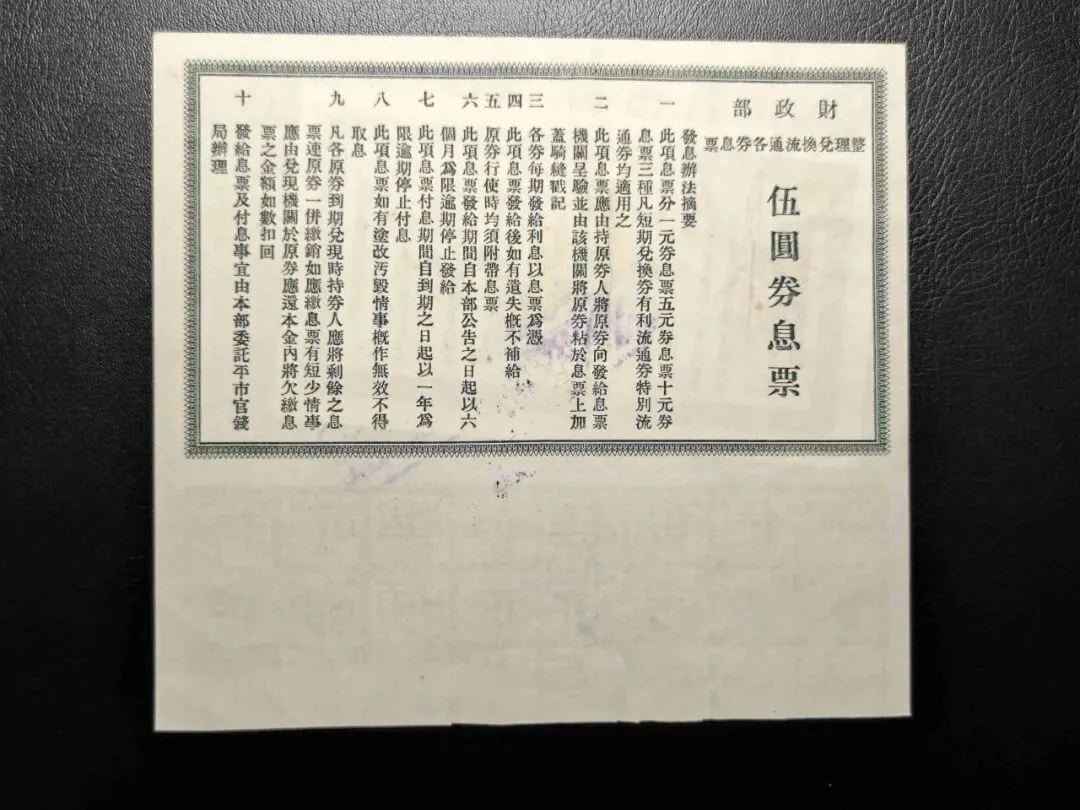 財政部
整理兌換流通各券息票
伍圓券息票
發息辦法摘要
一 此項息票分一元券息票五元券息票十元券
息票三種凡短期兌換券有利流通券特別流
通券均適用之
二 此項息票應由持原券人將原券向發給息票
機關呈驗並由該機關將原券粘於息票上加
蓋騎縫戳記
三 各券每期發給利息以息票為憑
四 此項息票發給後如有遺失概不補給
五 原券行使時均須附帶息票
六 此項息票發給期間自本部公告之日起以六
個月為限逾期停止發給
七 此項息票付息期間自到期之日起以一年為
限逾期停止付息
八 此項息票如有塗改污毀情事概作無效不得
取息
九 凡各原券到期兌現時持券人應將剩餘之息
票連原券一併繳銷如應繳息票有短少情事
應由兌現機關於原券應還本金內將欠繳息
票之金額如數扣回
十 發給息票及付息事宜由本部委託平市官錢
局辦理